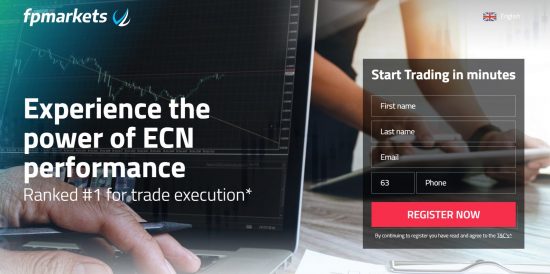 fpmarkets
English
Experience the
power of ECN
performance
Ranked #1 for trade execution*
Start Trading in minutes
First name
Last name
Email
63 Phone
REGISTER NOW
By continuing to register you have read and agree to the T&C's†